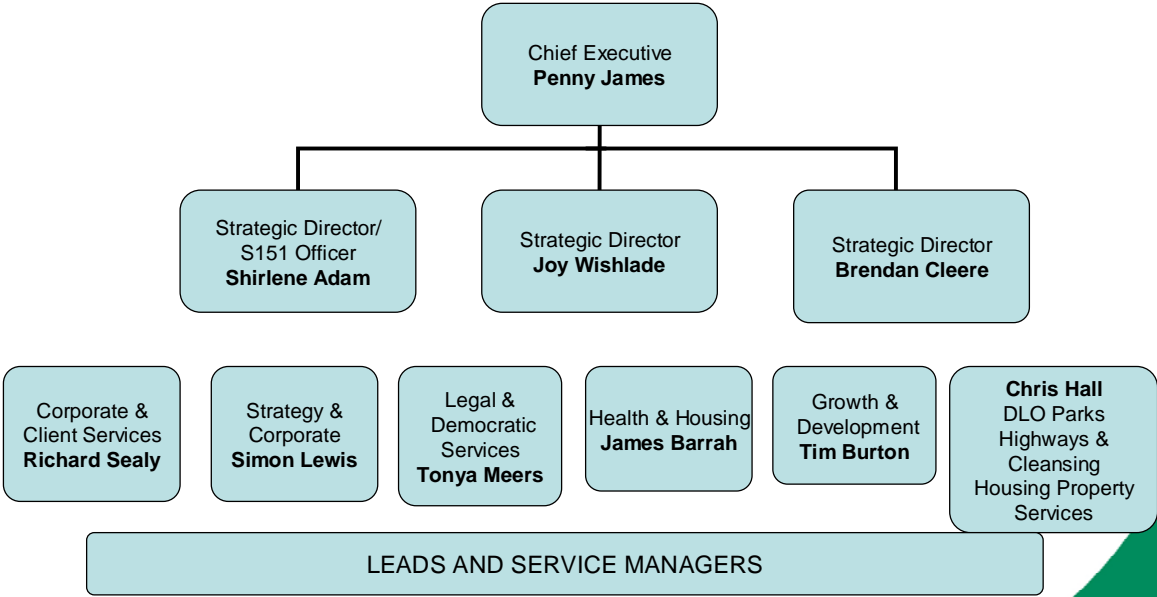 Chief Executive
Penny James
Strategic Director/
S151 Officer
Shirlene Adam
Strategic Director
Joy Wishlade
Strategic Director
Brendan Cleere
Corporate &
Client Services
Richard Sealy
Strategy &
Corporate
Simon Lewis
Legal &
Democratic
Services
Tonya Meers
Health & Housing
James Barrah
Growth &
Development
Tim Burton
Chris Hall
DLO Parks
Highways &
Cleansing
Housing Property
Services
LEADS AND SERVICE MANAGERS